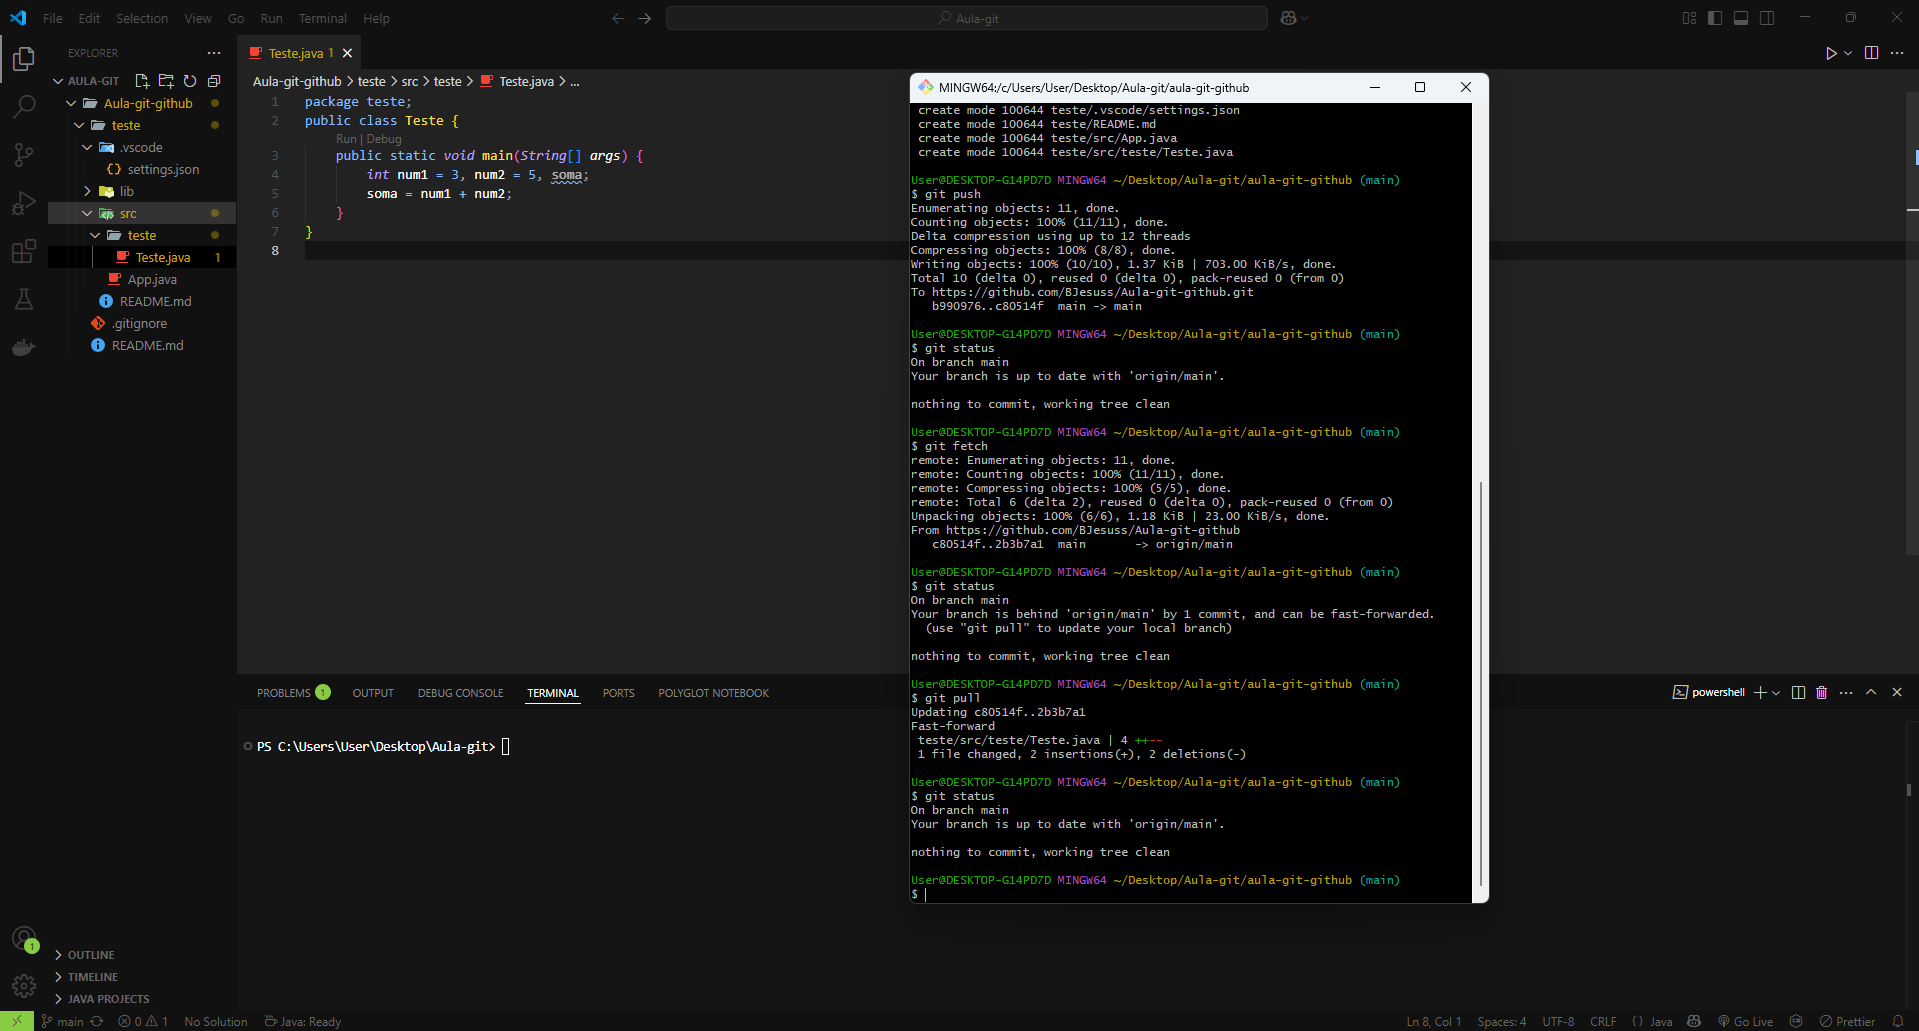 File Edit Selection View Go Run Terminal Help
Aula-git
EXPLORER
AULA-GIT
Aula-git-github
teste
.vscode
settings.json
lib
src
teste
Teste.java 1
App.java
README.md
.gitignore
README.md
OUTLINE
TIMELINE
JAVA PROJECTS
Teste.java 1
Aula-git-github > teste > src > teste > Teste.java > ...
1 package teste;
2 public class Teste {
Run | Debug
3 public static void main(String[] args) {
4 int num1 = 3, num2 = 5, soma;
5 soma = num1 + num2;
6 }
7 }
8
PROBLEMS 1 OUTPUT DEBUG CONSOLE TERMINAL PORTS POLYGLOT NOTEBOOK
powershell
PS C:\Users\User\Desktop\Aula-git>
MINGW64:/c/Users/User/Desktop/Aula-git/aula-git-github
create mode 100644 teste/.vscode/settings.json
create mode 100644 teste/README.md
create mode 100644 teste/src/App.java
create mode 100644 teste/src/teste/Teste.java
User@DESKTOP-G14PD7D MINGW64 ~/Desktop/Aula-git/aula-git-github (main)
$ git push
Enumerating objects: 11, done.
Counting objects: 100% (11/11), done.
Delta compression using up to 12 threads
Compressing objects: 100% (8/8), done.
Writing objects: 100% (10/10), 1.37 KiB | 703.00 KiB/s, done.
Total 10 (delta 0), reused 0 (delta 0), pack-reused 0 (from 0)
To https://github.com/BJesuss/Aula-git-github.git
b990976..c80514f main -> main
User@DESKTOP-G14PD7D MINGW64 ~/Desktop/Aula-git/aula-git-github (main)
$ git status
On branch main
Your branch is up to date with 'origin/main'.
nothing to commit, working tree clean
User@DESKTOP-G14PD7D MINGW64 ~/Desktop/Aula-git/aula-git-github (main)
$ git fetch
remote: Enumerating objects: 11, done.
remote: Counting objects: 100% (11/11), done.
remote: Compressing objects: 100% (5/5), done.
remote: Total 6 (delta 2), reused 0 (delta 0), pack-reused 0 (from 0)
Unpacking objects: 100% (6/6), 1.18 KiB | 23.00 KiB/s, done.
From https://github.com/BJesuss/Aula-git-github
c80514f..2b3b7a1 main -> origin/main
User@DESKTOP-G14PD7D MINGW64 ~/Desktop/Aula-git/aula-git-github (main)
$ git status
On branch main
Your branch is behind 'origin/main' by 1 commit, and can be fast-forwarded.
(use "git pull" to update your local branch)
nothing to commit, working tree clean
User@DESKTOP-G14PD7D MINGW64 ~/Desktop/Aula-git/aula-git-github (main)
$ git pull
Updating c80514f..2b3b7a1
Fast-forward
teste/src/teste/Teste.java | 4 ++--
1 file changed, 2 insertions(+), 2 deletions(-)
User@DESKTOP-G14PD7D MINGW64 ~/Desktop/Aula-git/aula-git-github (main)
$ git status
On branch main
Your branch is up to date with 'origin/main'.
nothing to commit, working tree clean
User@DESKTOP-G14PD7D MINGW64 ~/Desktop/Aula-git/aula-git-github (main)
$
1
main 0 1 No Solution Java: Ready
Ln 8, Col 1 Spaces: 4 UTF-8 CRLF {} Java Go Live Prettier